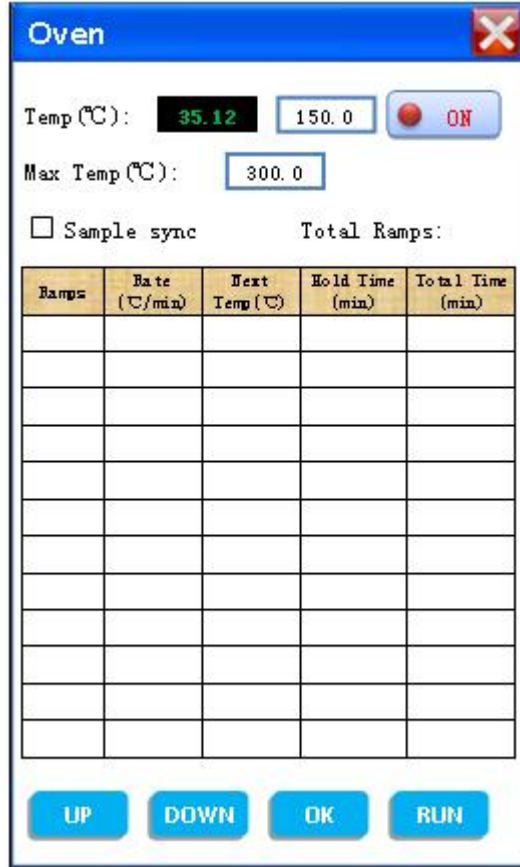 Oven
Temp(℃): 35.12 150.0 ON
Max Temp(℃): 300.0
Sample sync Total Ramps:
Ramps Rate (℃/min) Next Temp(℃) Hold Time (min) Total Time (min)
UP DOWN OK RUN